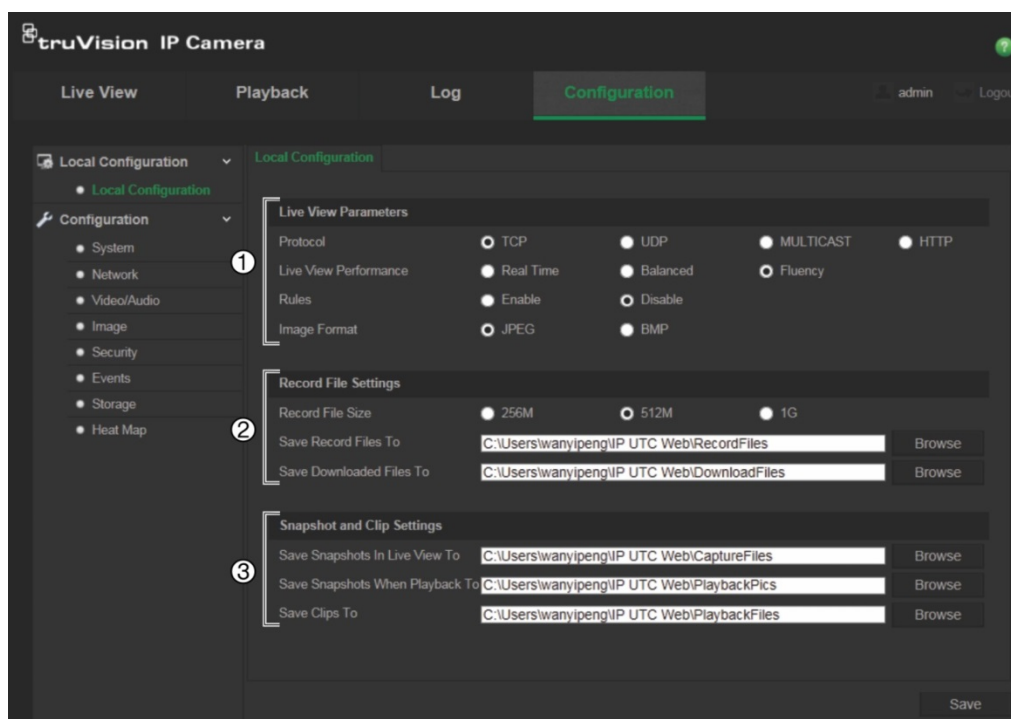 truVision IP Camera
?
Live View Playback Log Configuration admin Logou
Local Configuration
Local Configuration
Configuration
System
Network
Video/Audio
Image
Security
Events
Storage
Heat Map
Local Configuration
1
Live View Parameters
Protocol TCP UDP MULTICAST HTTP
Live View Performance Real Time Balanced Fluency
Rules Enable Disable
Image Format JPEG BMP
2
Record File Settings
Record File Size 256M 512M 1G
Save Record Files To C:\Users\wanyipeng\IP UTC Web\RecordFiles Browse
Save Downloaded Files To C:\Users\wanyipeng\IP UTC Web\DownloadFiles Browse
3
Snapshot and Clip Settings
Save Snapshots In Live View To C:\Users\wanyipeng\IP UTC Web\CaptureFiles Browse
Save Snapshots When Playback To C:\Users\wanyipeng\IP UTC Web\PlaybackPics Browse
Save Clips To C:\Users\wanyipeng\IP UTC Web\PlaybackFiles Browse
Save